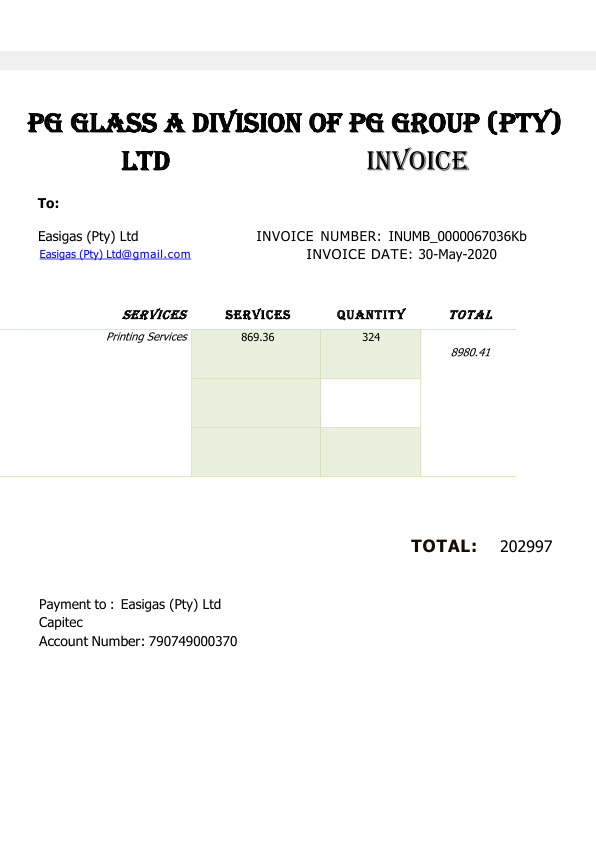 PG GLASS A DIVISION OF PG GROUP (PTY)
LTD INVOICE
To:
Easigas (Pty) Ltd INVOICE NUMBER: INUMB_0000067036Kb
Easigas (Pty) Ltd@gmail.com INVOICE DATE: 30-May-2020
SERVICES SERVICES QUANTITY TOTAL
Printing Services 869.36 324
8980.41
TOTAL: 202997
Payment to : Easigas (Pty) Ltd
Capitec
Account Number: 790749000370